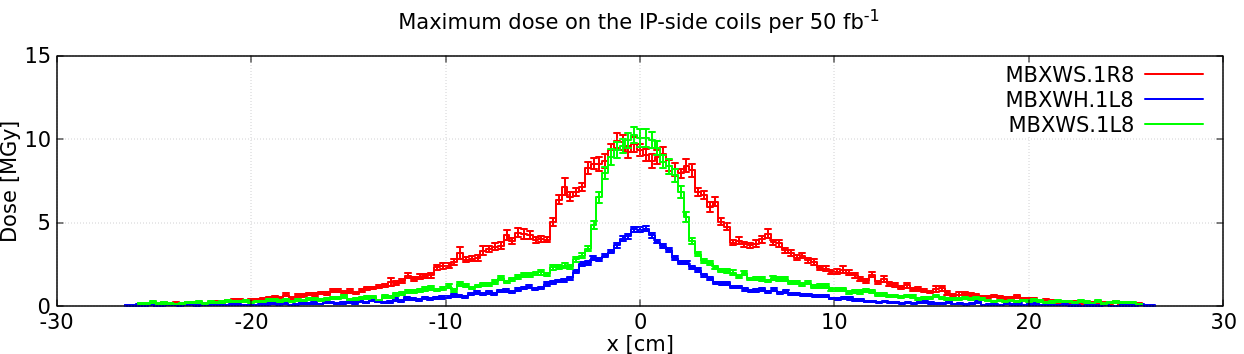 Maximum dose on the IP-side coils per 50 fb-1
15
10
5
0
Dose [MGy]
MBXWS.1R8
MBXWH.1L8
MBXWS.1L8
-30 -20 -10 0 10 20 30
x [cm]